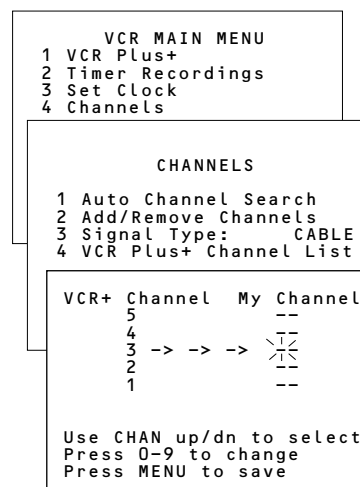 VCR MAIN MENU
1 VCR Plus+
2 Timer Recordings
3 Set Clock
4 Channels
CHANNELS
1 Auto Channel Search
2 Add/Remove Channels
3 Signal Type: CABLE
4 VCR Plus+ Channel List
VCR+ Channel My Channel
5 --
4 --
3 -> -> -> --
2 --
1 --
Use CHAN up/dn to select
Press 0-9 to change
Press MENU to save